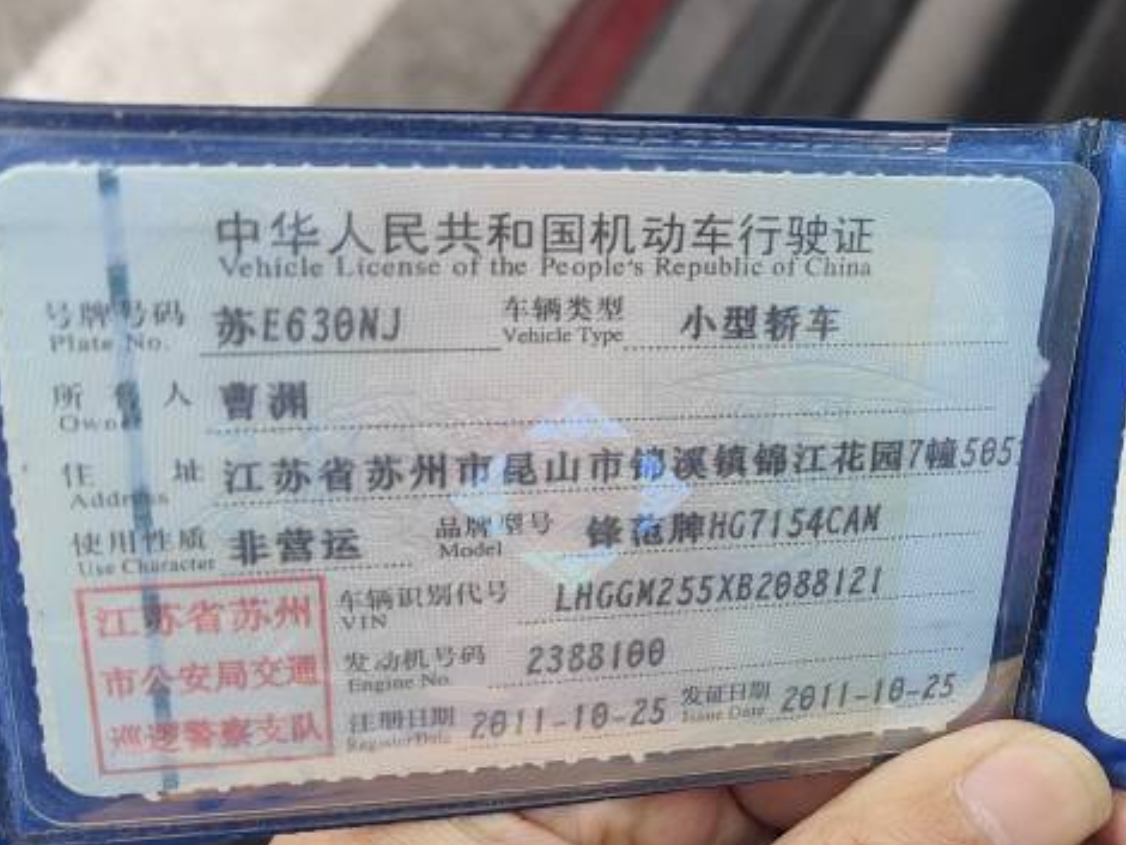 中华人民共和国机动车行驶证
Vehicle License of the People's Republic of China
号牌号码 苏E630NJ 车辆类型 小型轿车
Plate No. Vehicle Type
所有人 曹渊
Owner
住址 江苏省苏州市昆山市锦溪镇锦江花园7幢505
Address
使用性质 非营运 品牌型号 锋范牌HG7154CAM
Use Character Model
车辆识别代号 LHGGM255XB2088121
VIN
发动机号码 2388100
Engine No.
注册日期 2011-10-25 发证日期 2011-10-25
Register Date Issue Date
江苏省苏州
市公安局交通
巡逻警察支队